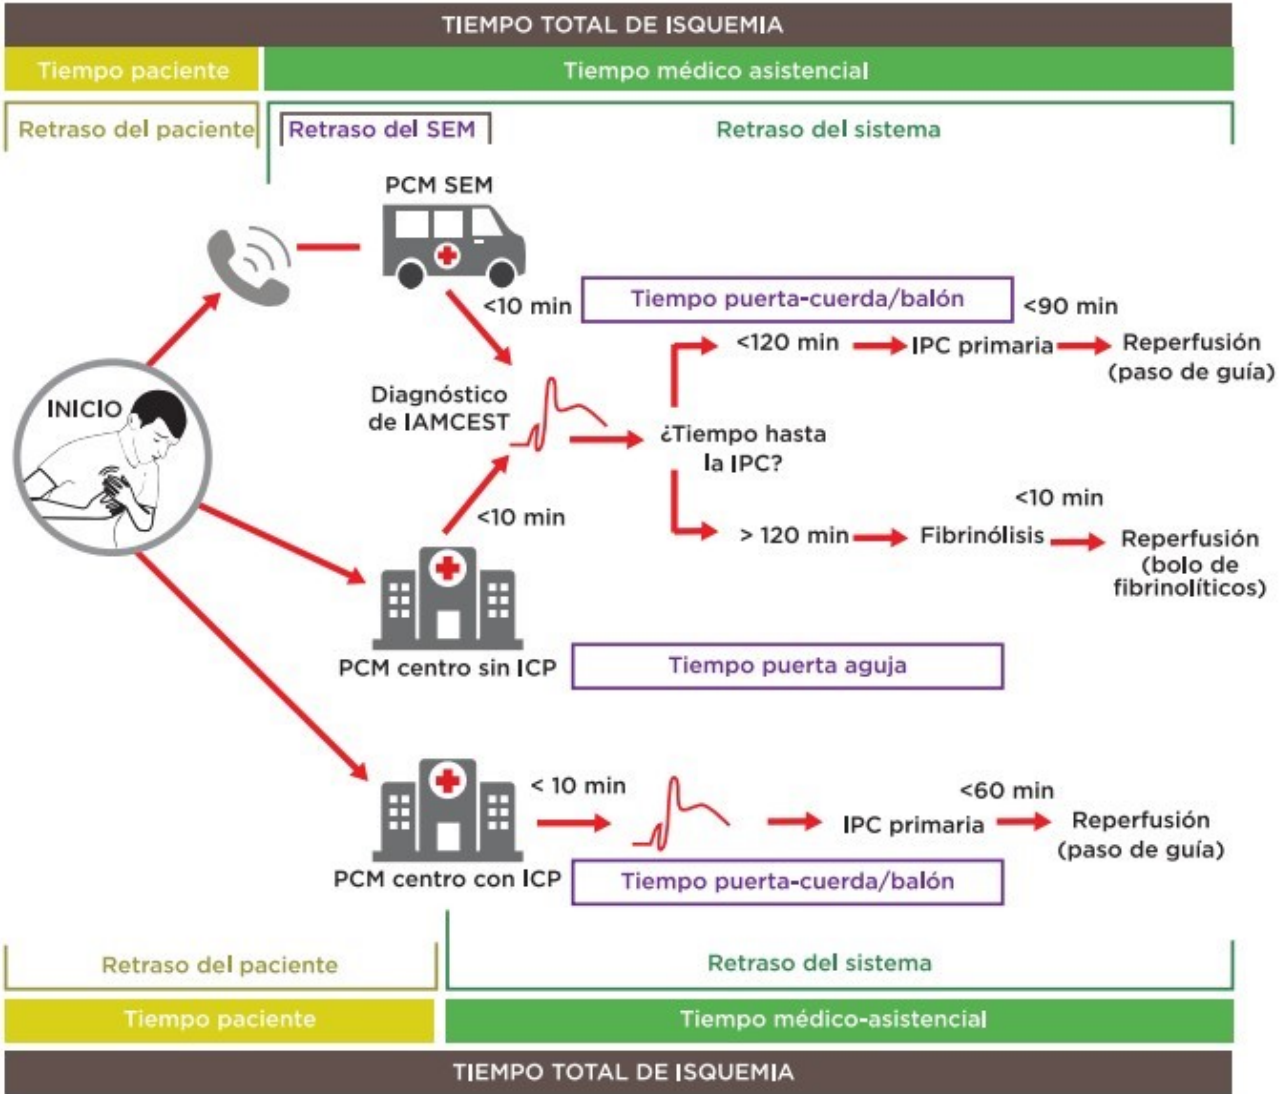 TIEMPO TOTAL DE ISQUEMIA
Tiempo paciente
Tiempo médico asistencial
Retraso del paciente
Retraso del SEM
Retraso del sistema
PCM SEM
<10 min
Tiempo puerta-cuerda/balón
<90 min
<120 min
IPC primaria
Reperfusión
(paso de guía)
INICIO
Diagnóstico
de IAMCEST
¿Tiempo hasta
la IPC?
<10 min
<10 min
> 120 min
Fibrinólisis
Reperfusión
(bolo de
fibrinolíticos)
PCM centro sin ICP
Tiempo puerta aguja
< 10 min
<60 min
IPC primaria
Reperfusión
(paso de guía)
PCM centro con ICP
Tiempo puerta-cuerda/balón
Retraso del paciente
Retraso del sistema
Tiempo paciente
Tiempo médico-asistencial
TIEMPO TOTAL DE ISQUEMIA